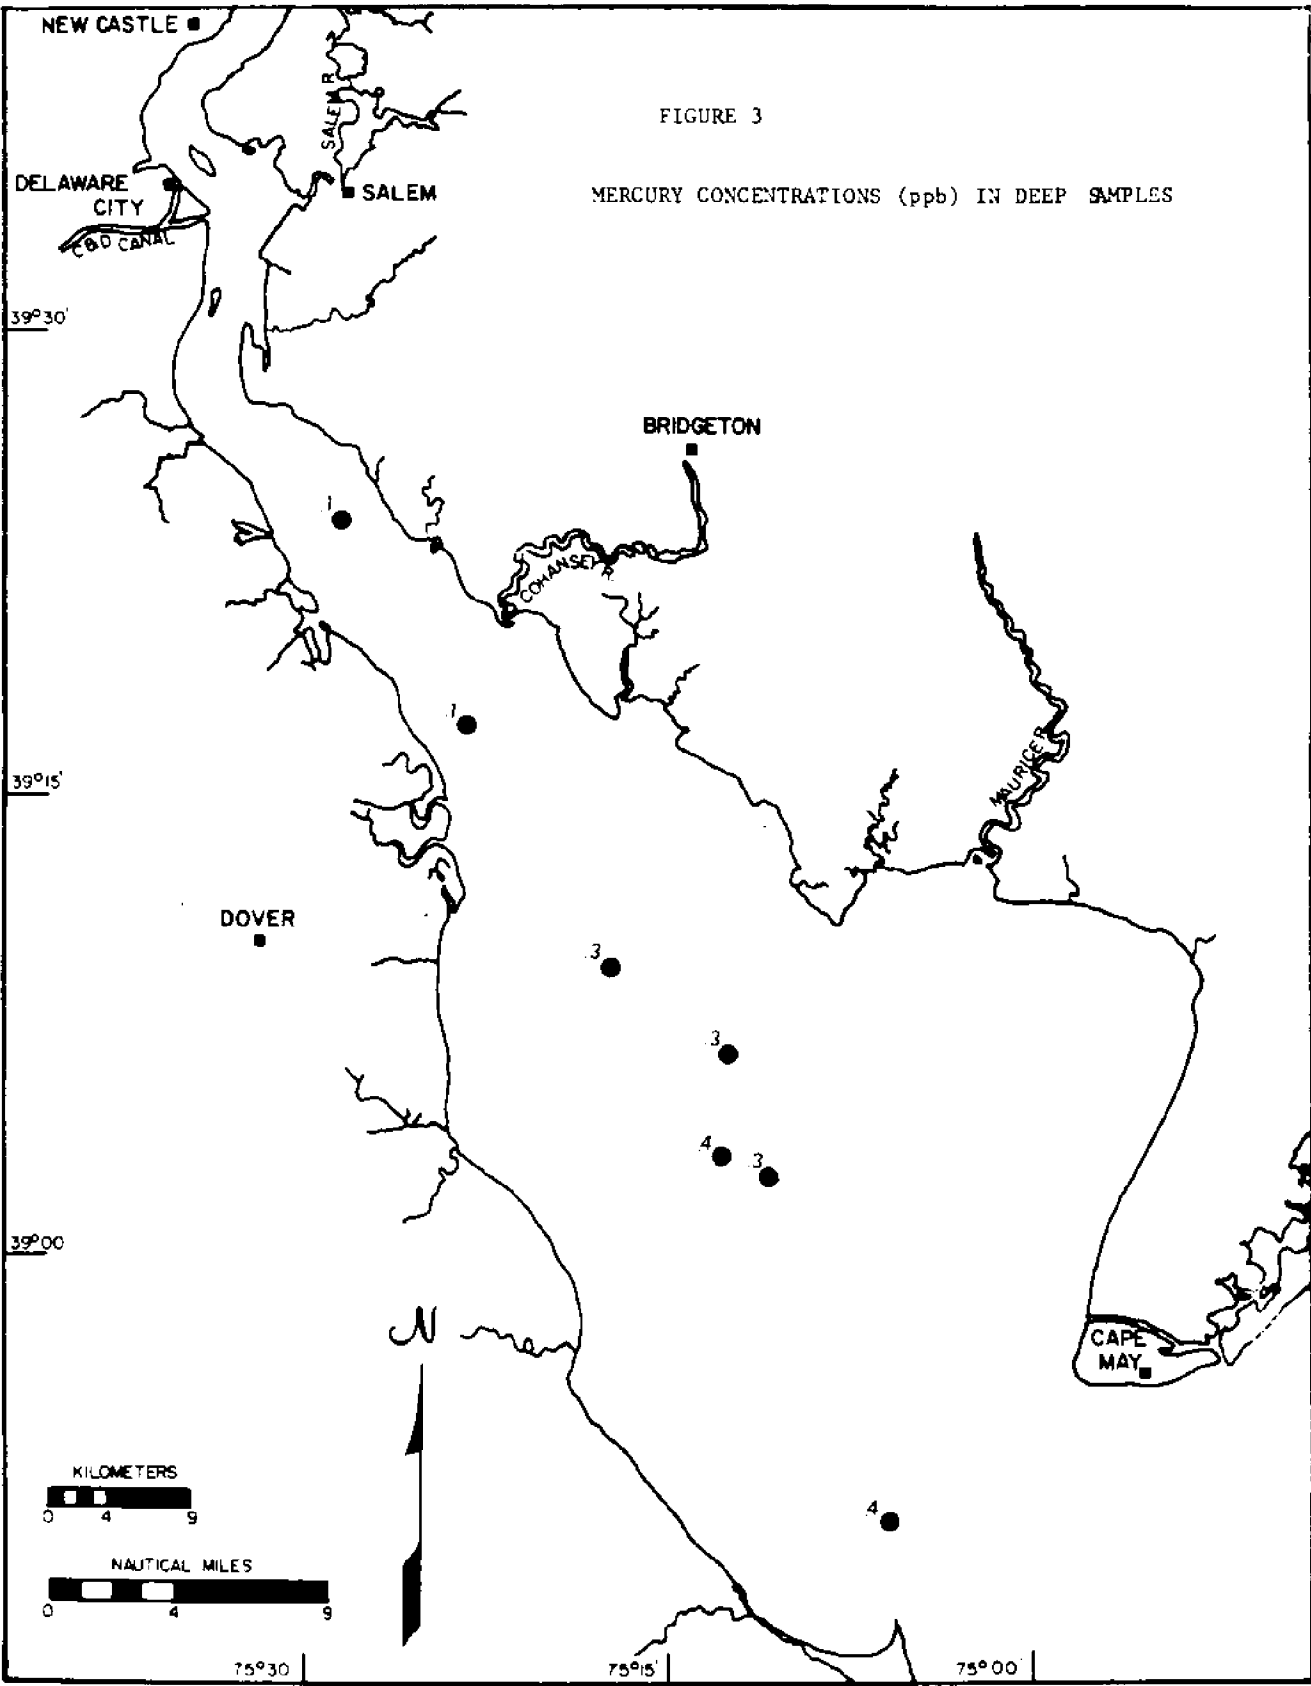 NEW CASTLE
SALEM R
FIGURE 3
MERCURY CONCENTRATIONS (ppb) IN DEEP SAMPLES
DELAWARE
CITY
SALEM
C&D CANAL
39°30'
BRIDGETON
.1
COHANSEY R.
.1
MAURICE R
39°15'
DOVER
.3
.3
.4
.3
39°00
N
CAPE
MAY
KILOMETERS
0 4 9
.4
NAUTICAL MILES
0 4 9
75°30
75°15'
75°00'